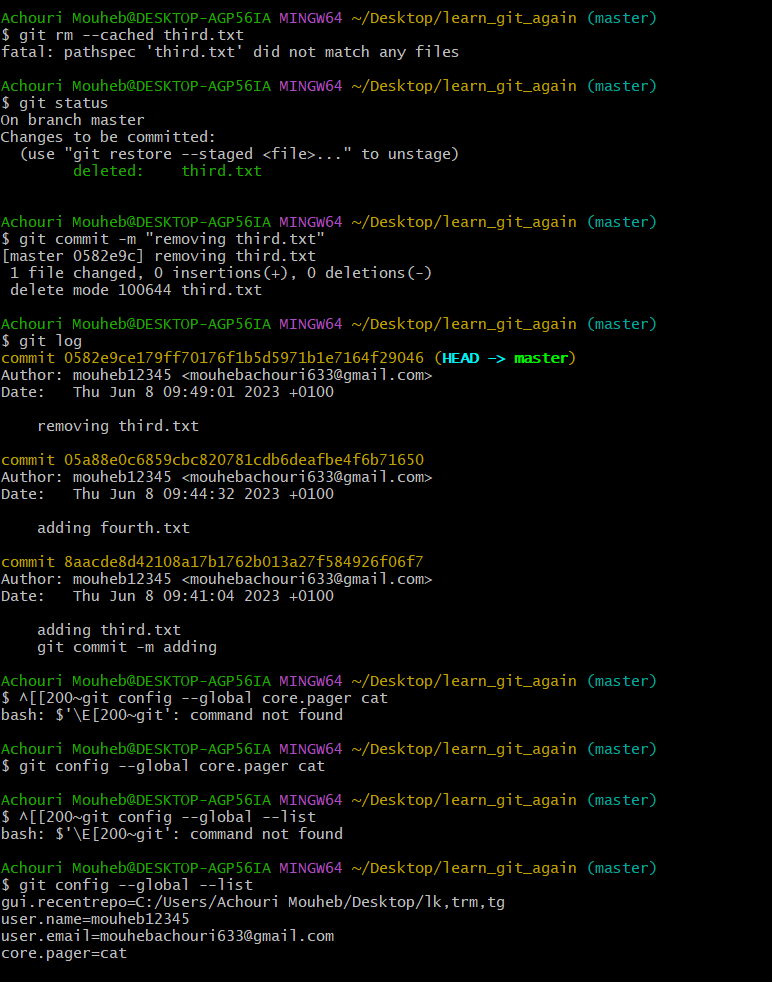 Achouri Mouheb@DESKTOP-AGP56IA MINGW64 ~/Desktop/learn_git_again (master)
$ git rm --cached third.txt
fatal: pathspec 'third.txt' did not match any files

Achouri Mouheb@DESKTOP-AGP56IA MINGW64 ~/Desktop/learn_git_again (master)
$ git status
On branch master
Changes to be committed:
  (use "git restore --staged <file>..." to unstage)
        deleted:    third.txt


Achouri Mouheb@DESKTOP-AGP56IA MINGW64 ~/Desktop/learn_git_again (master)
$ git commit -m "removing third.txt"
[master 0582e9c] removing third.txt
 1 file changed, 0 insertions(+), 0 deletions(-)
 delete mode 100644 third.txt

Achouri Mouheb@DESKTOP-AGP56IA MINGW64 ~/Desktop/learn_git_again (master)
$ git log
commit 0582e9ce179ff70176f1b5d5971b1e7164f29046 (HEAD -> master)
Author: mouheb12345 <mouhebachouri633@gmail.com>
Date:   Thu Jun 8 09:49:01 2023 +0100

    removing third.txt

commit 05a88e0c6859cbc820781cdb6deafbe4f6b71650
Author: mouheb12345 <mouhebachouri633@gmail.com>
Date:   Thu Jun 8 09:44:32 2023 +0100

    adding fourth.txt

commit 8aacde8d42108a17b1762b013a27f584926f06f7
Author: mouheb12345 <mouhebachouri633@gmail.com>
Date:   Thu Jun 8 09:41:04 2023 +0100

    adding third.txt
    git commit -m adding

Achouri Mouheb@DESKTOP-AGP56IA MINGW64 ~/Desktop/learn_git_again (master)
$ ^[[200~git config --global core.pager cat
bash: $'\E[200~git': command not found

Achouri Mouheb@DESKTOP-AGP56IA MINGW64 ~/Desktop/learn_git_again (master)
$ git config --global core.pager cat

Achouri Mouheb@DESKTOP-AGP56IA MINGW64 ~/Desktop/learn_git_again (master)
$ ^[[200~git config --global --list
bash: $'\E[200~git': command not found

Achouri Mouheb@DESKTOP-AGP56IA MINGW64 ~/Desktop/learn_git_again (master)
$ git config --global --list
gui.recentrepo=C:/Users/Achouri Mouheb/Desktop/lk,trm,tg
user.name=mouheb12345
user.email=mouhebachouri633@gmail.com
core.pager=cat